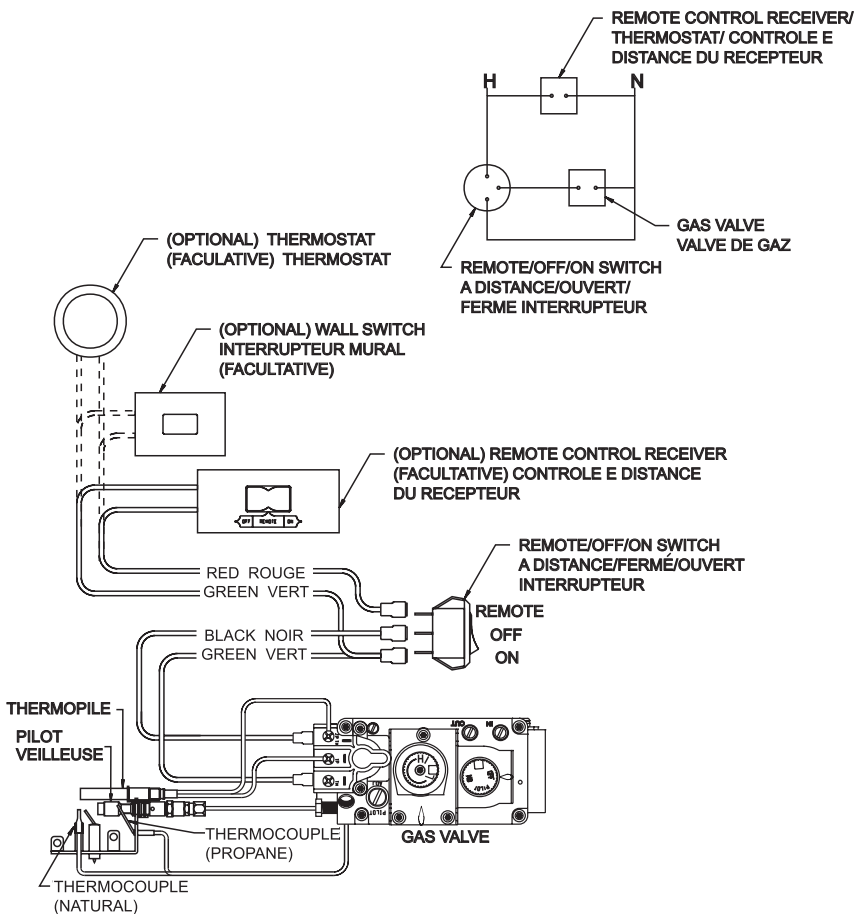 REMOTE CONTROL RECEIVER/
THERMOSTAT/ CONTROLE E
DISTANCE DU RECEPTEUR
H
N
GAS VALVE
VALVE DE GAZ
REMOTE/OFF/ON SWITCH
A DISTANCE/OUVERT/
FERME INTERRUPTEUR
(OPTIONAL) THERMOSTAT
(FACULATIVE) THERMOSTAT
(OPTIONAL) WALL SWITCH
INTERRUPTEUR MURAL
(FACULTATIVE)
(OPTIONAL) REMOTE CONTROL RECEIVER
(FACULTATIVE) CONTROLE E DISTANCE
DU RECEPTEUR
OFF REMOTE ON
REMOTE/OFF/ON SWITCH
A DISTANCE/FERMÉ/OUVERT
INTERRUPTEUR
RED ROUGE
GREEN VERT
REMOTE
OFF
ON
BLACK NOIR
GREEN VERT
THERMOPILE
PILOT
VEILLEUSE
OUT
IN
HI
PILOT
PILOT
GAS VALVE
THERMOCOUPLE
(PROPANE)
THERMOCOUPLE
(NATURAL)